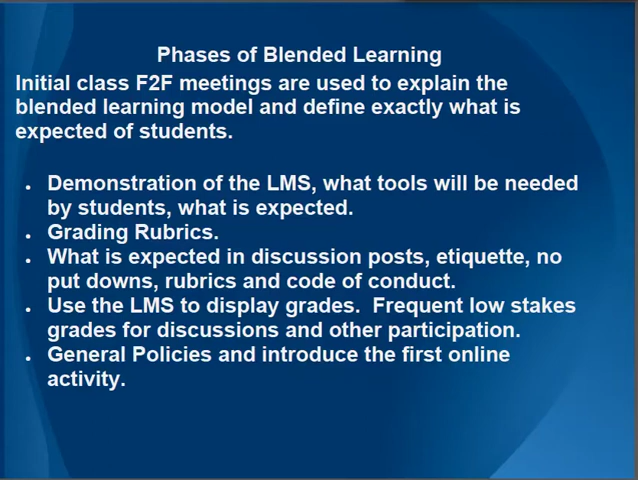 Phases of Blended Learning
Initial class F2F meetings are used to explain the
blended learning model and define exactly what is
expected of students.
• Demonstration of the LMS, what tools will be needed
by students, what is expected.
• Grading Rubrics.
• What is expected in discussion posts, etiquette, no
put downs, rubrics and code of conduct.
• Use the LMS to display grades.  Frequent low stakes
grades for discussions and other participation.
• General Policies and introduce the first online
activity.